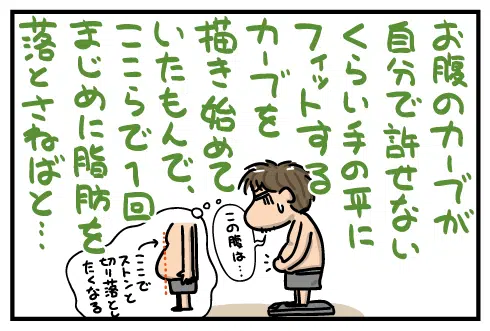 お腹のカーブが
自分で許せない
くらい手の平に
フィットする
カーブを
描き始めて
いたもんで、
ここらで1回
まじめに脂肪を
落とさねばと…
この腹は…
ここで
ストンと
切り落とし
たくなる